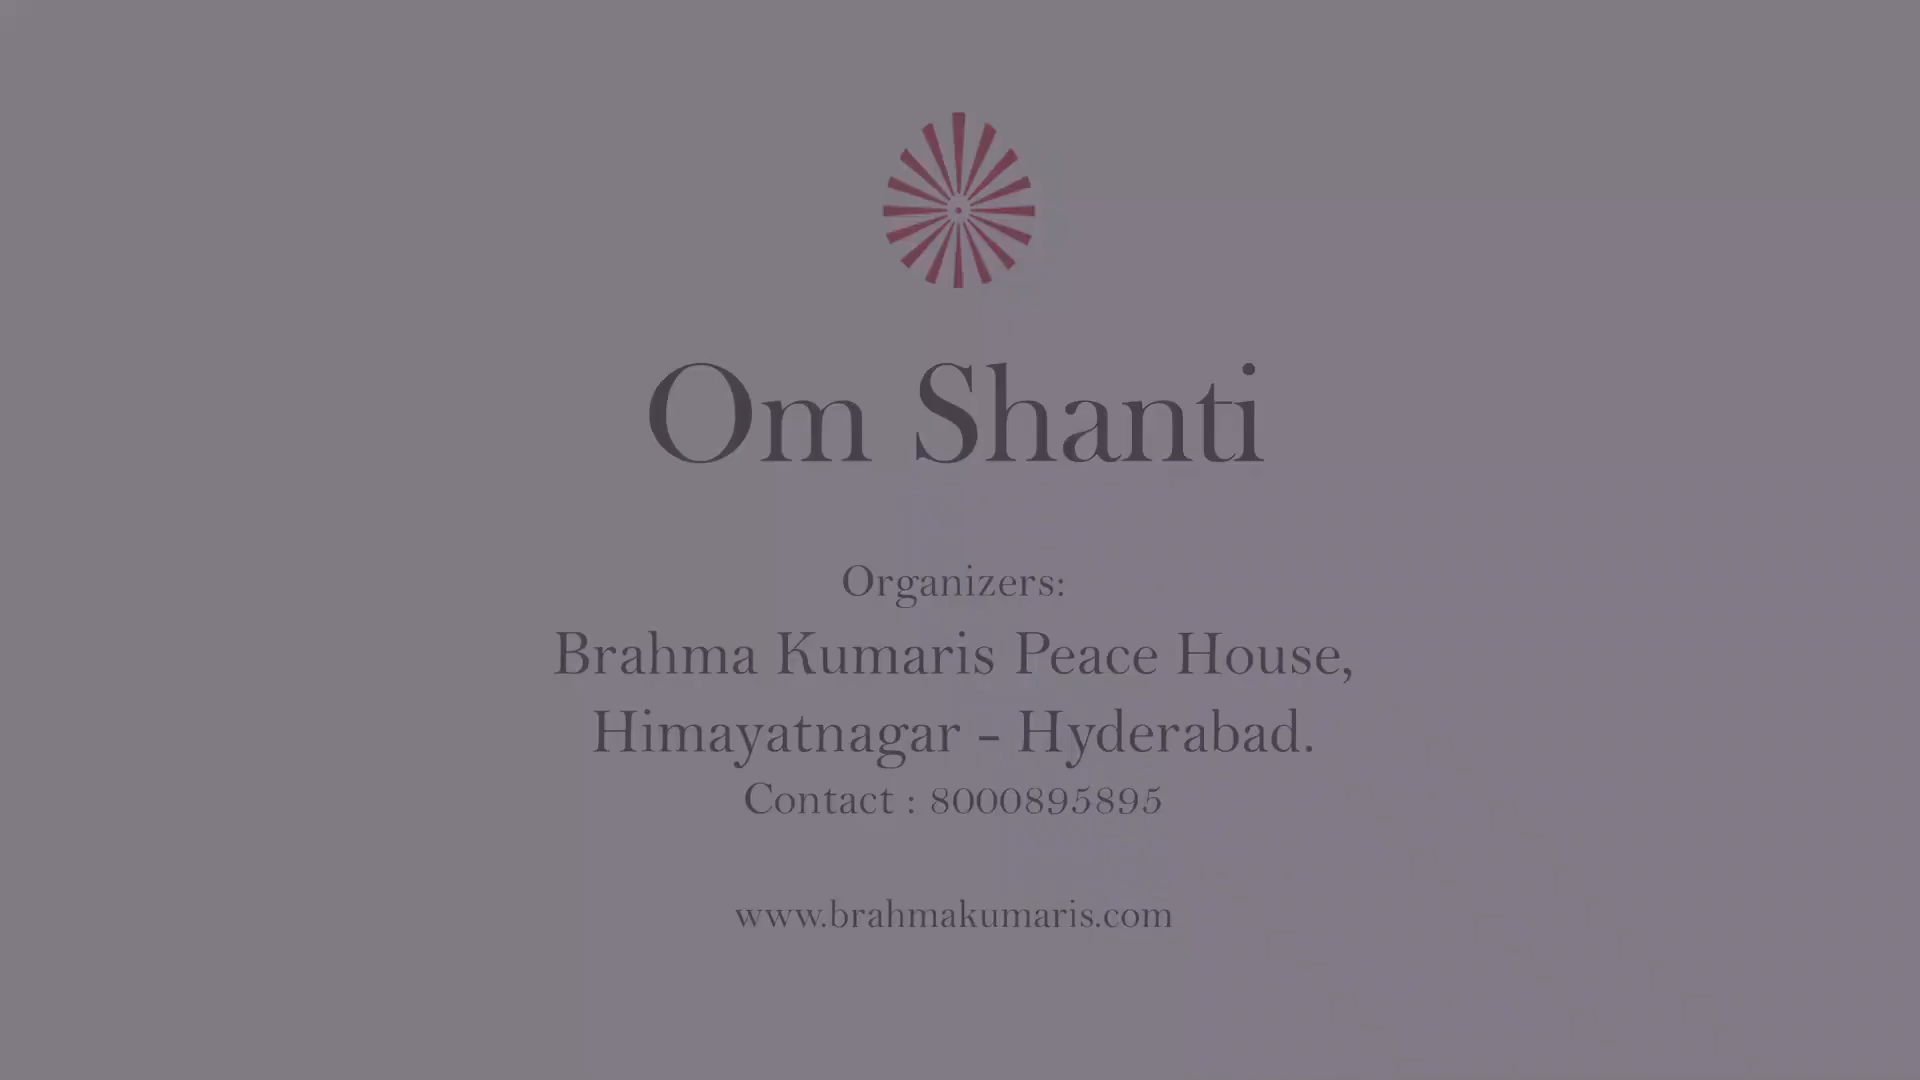 Om Shanti
Organizers:
Brahma Kumaris Peace House,
Himayatnagar - Hyderabad.
Contact : 8000895895
www.brahmakumaris.com